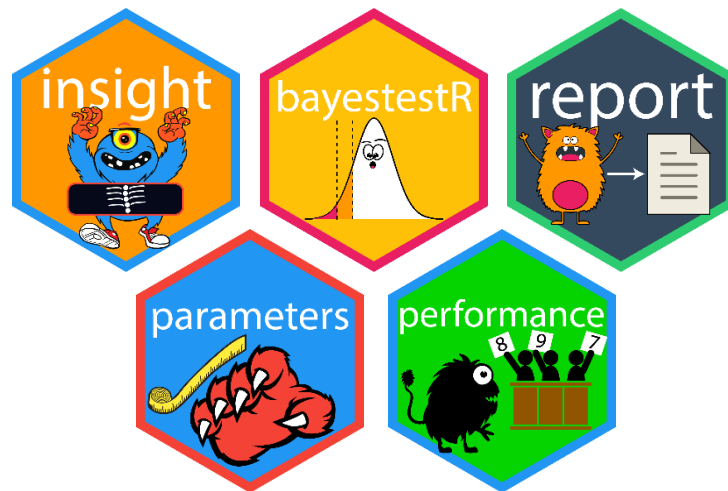 insight
bayestestR
report
parameters
performance
8 9 7